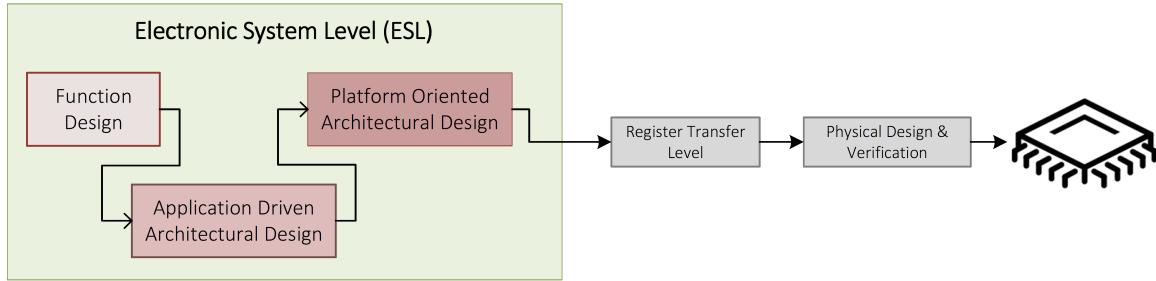 Electronic System Level (ESL)
Function
Design
Application Driven
Architectural Design
Platform Oriented
Architectural Design
Register Transfer
Level
Physical Design &
Verification